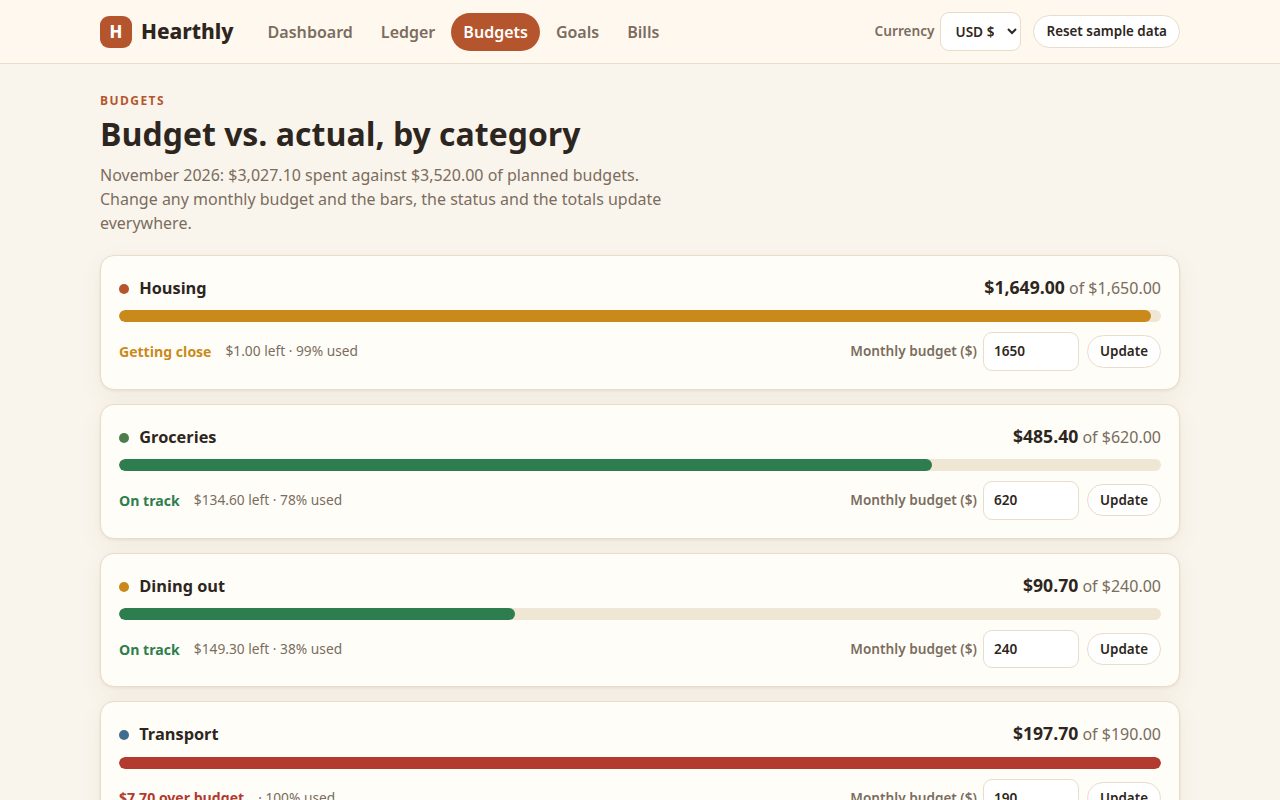 H Hearthly Dashboard Ledger Budgets Goals Bills Currency USD $ Reset sample data
BUDGETS
Budget vs. actual, by category
November 2026: $3,027.10 spent against $3,520.00 of planned budgets.
Change any monthly budget and the bars, the status and the totals update
everywhere.
Housing $1,649.00 of $1,650.00
Getting close $1.00 left · 99% used Monthly budget ($) 1650 Update
Groceries $485.40 of $620.00
On track $134.60 left · 78% used Monthly budget ($) 620 Update
Dining out $90.70 of $240.00
On track $149.30 left · 38% used Monthly budget ($) 240 Update
Transport $197.70 of $190.00
$7.70 over budget · 100% used Monthly budget ($) 190 Update